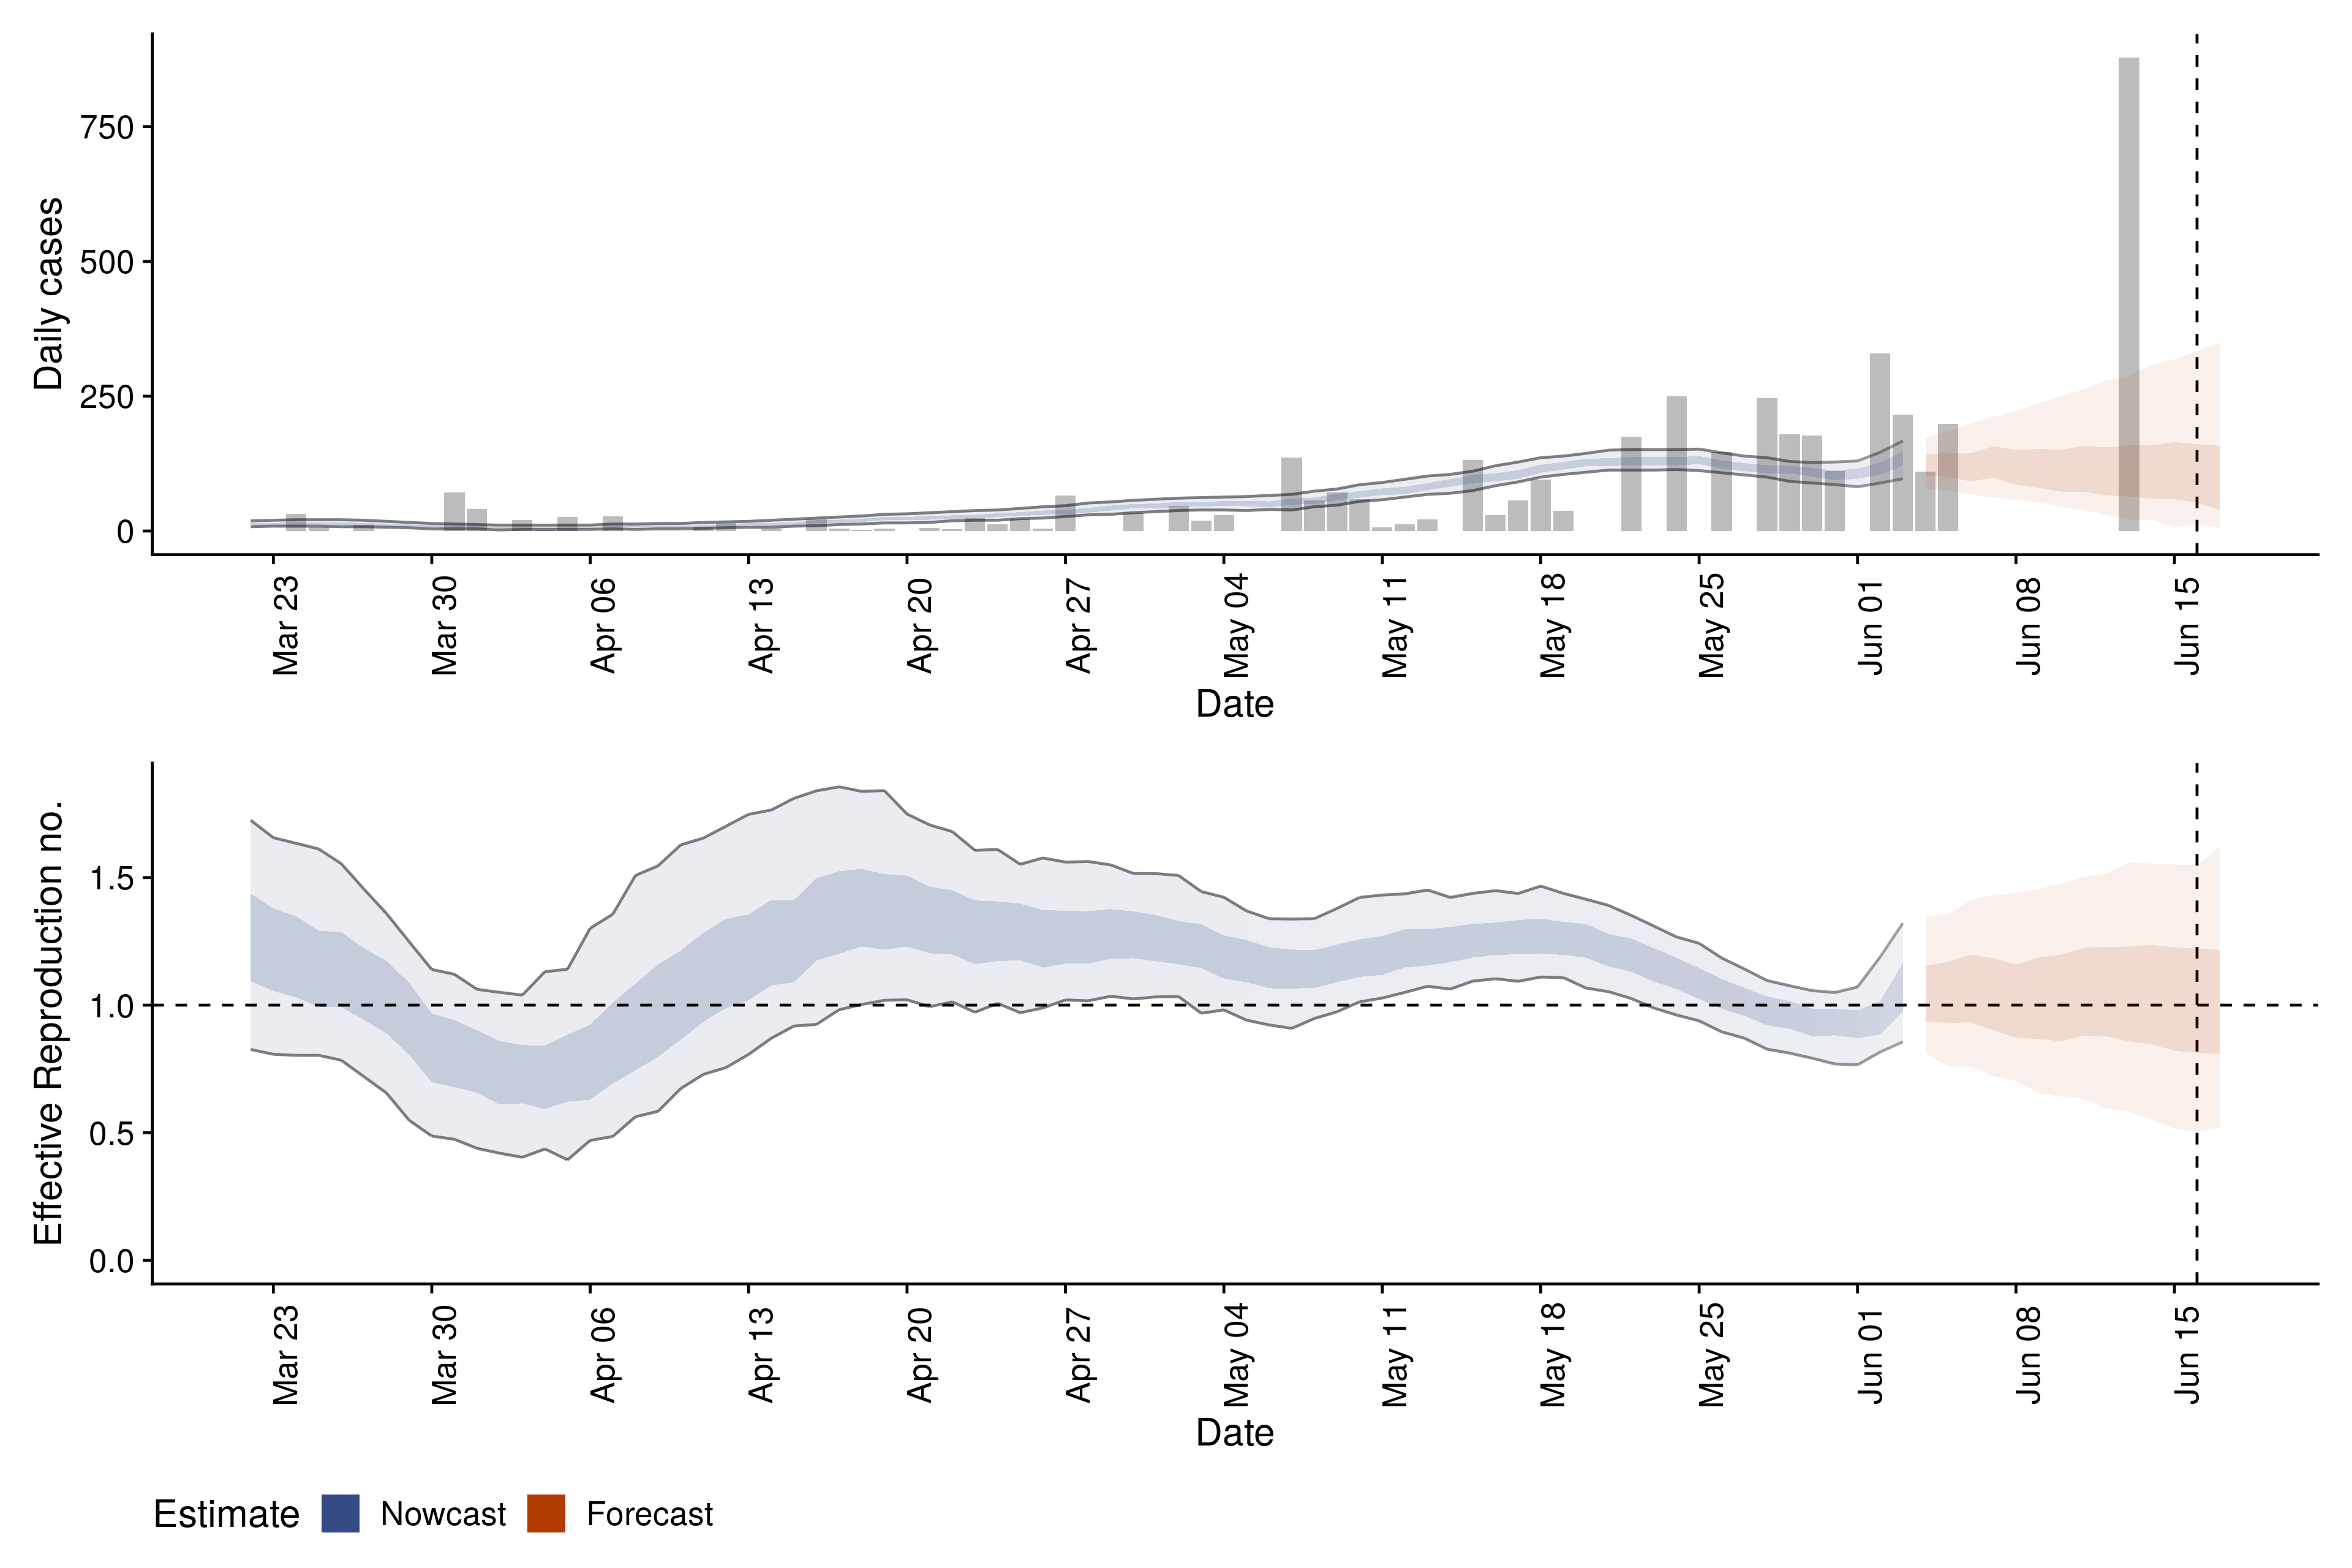 Daily cases
750
500
250
0
Mar 23
Mar 30
Apr 06
Apr 13
Apr 20
Apr 27
May 04
May 11
May 18
May 25
Jun 01
Jun 08
Jun 15
Date
Effective Reproduction no.
1.5
1.0
0.5
0.0
Mar 23
Mar 30
Apr 06
Apr 13
Apr 20
Apr 27
May 04
May 11
May 18
May 25
Jun 01
Jun 08
Jun 15
Date
Estimate Nowcast Forecast